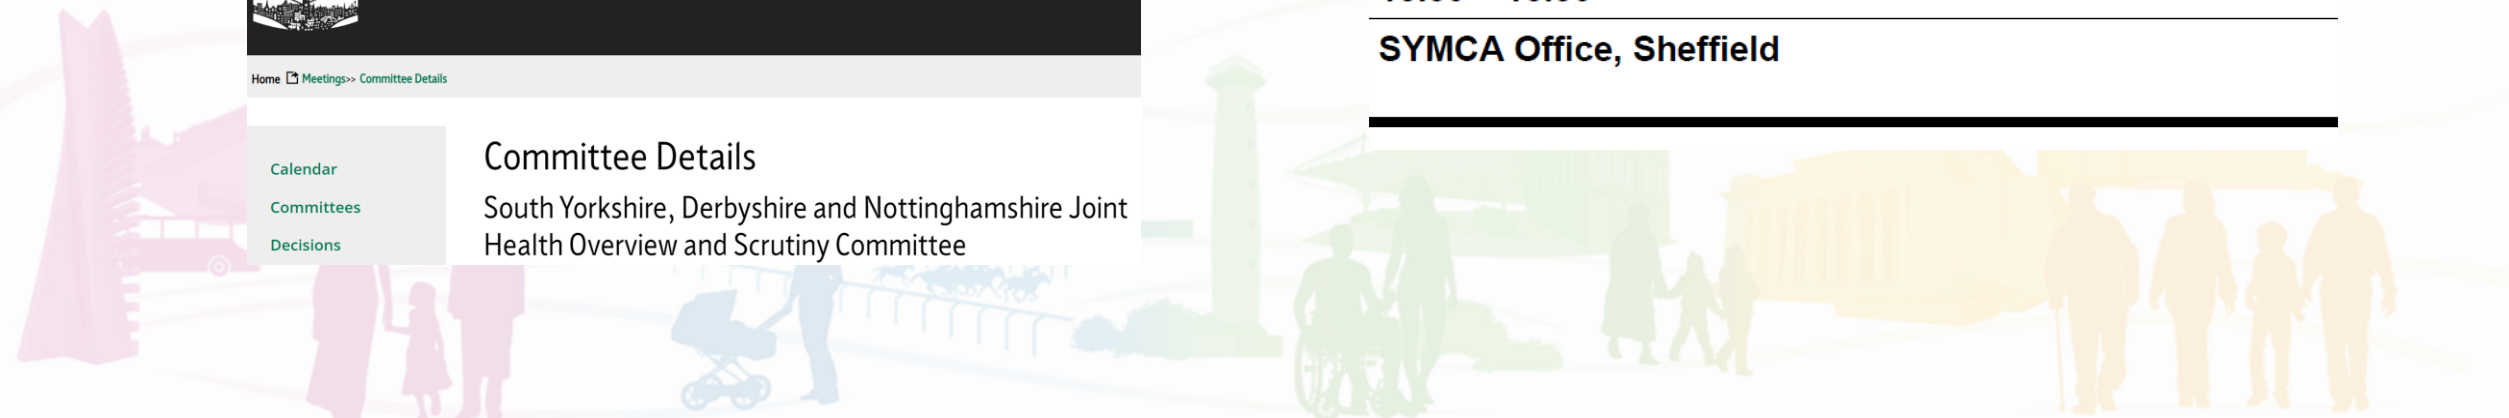 Home Meetings>> Committee Details
Calendar
Committees
Decisions
Committee Details
South Yorkshire, Derbyshire and Nottinghamshire Joint
Health Overview and Scrutiny Committee
SYMCA Office, Sheffield